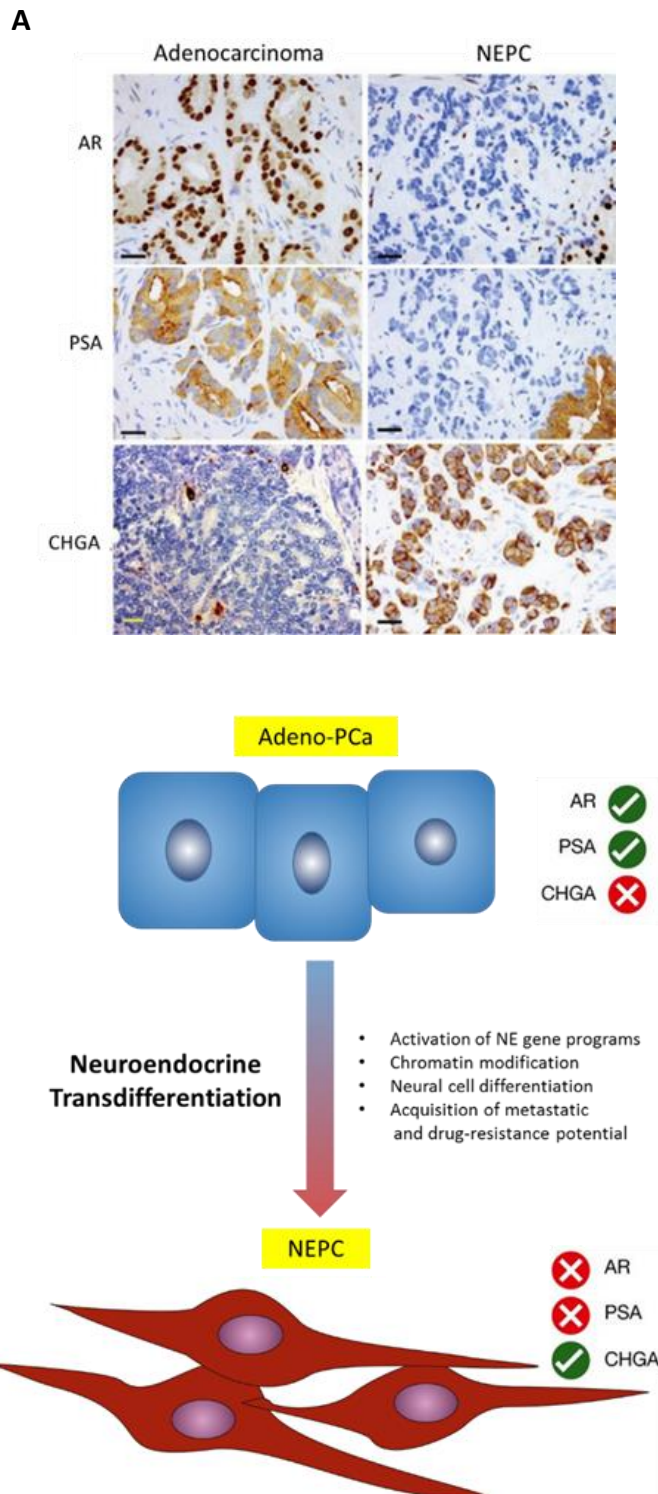 A
Adenocarcinoma NEPC
AR
PSA
CHGA
Adeno-PCa
AR
PSA
CHGA
Neuroendocrine
Transdifferentiation
• Activation of NE gene programs
• Chromatin modification
• Neural cell differentiation
• Acquisition of metastatic
and drug-resistance potential
NEPC
AR
PSA
CHGA